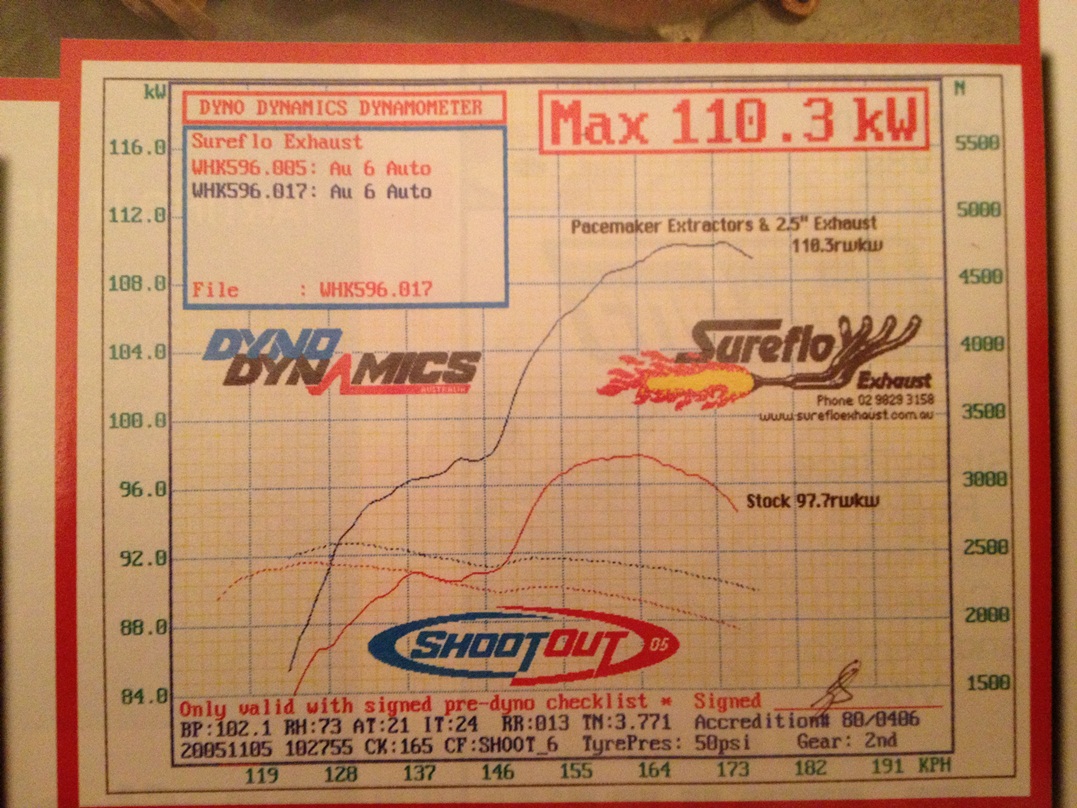 kW
N
DYNO DYNAMICS DYNAMOMETER
Max 110.3 kW
Sureflo Exhaust
WHK596.005: Au 6 Auto
WHK596.017: Au 6 Auto
File : WHK596.017
116.0
112.0
108.0
104.0
100.0
96.0
92.0
88.0
84.0
5500
5000
4500
4000
3500
3000
2500
2000
1500
Pacemaker Extractors & 2.5" Exhaust
110.3rwkw
DYNO
DYNAMICS
AUSTRALIA
Sureflo
Exhaust
Phone 02 9829 3158
www.surefloexhaust.com.au
Stock 97.7rwkw
SHOOTOUT 05
Only valid with signed pre-dyno checklist * Signed
BP:102.1 RH:73 AT:21 IT:24 RR:013 TN:3.771 Accredition# 80/0406
20051105 102755 CK:165 CF:SHOOT_6 TyrePres: 50psi Gear: 2nd
119 128 137 146 155 164 173 182 191 KPH